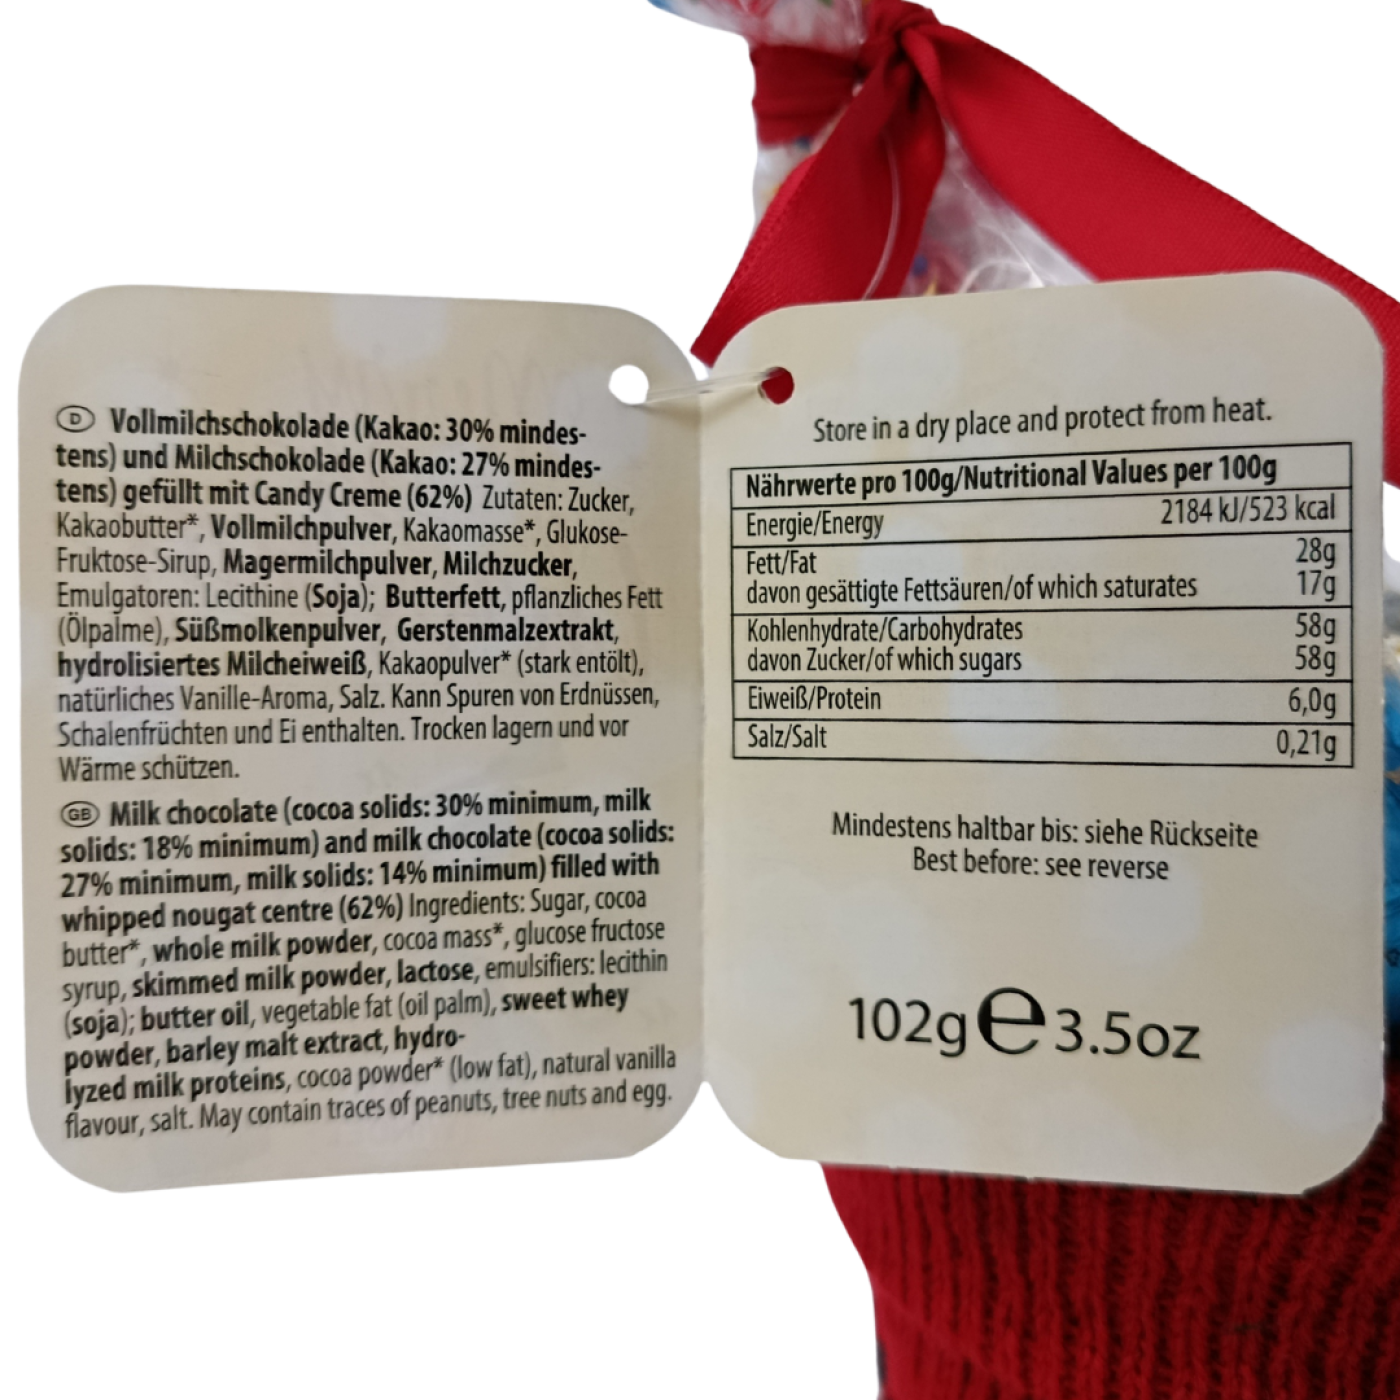 D Vollmilchschokolade (Kakao: 30% mindes-
tens) und Milchschokolade (Kakao: 27% mindes-
tens) gefüllt mit Candy Creme (62%) Zutaten: Zucker,
Kakaobutter*, Vollmilchpulver, Kakaomasse*, Glukose-
Fruktose-Sirup, Magermilchpulver, Milchzucker,
Emulgatoren: Lecithine (Soja); Butterfett, pflanzliches Fett
(Ölpalme), Süßmolkenpulver, Gerstenmalzextrakt,
hydrolisiertes Milcheiweiß, Kakaopulver* (stark entölt),
natürliches Vanille-Aroma, Salz. Kann Spuren von Erdnüssen,
Schalenfrüchten und Ei enthalten. Trocken lagern und vor
Wärme schützen.
GB Milk chocolate (cocoa solids: 30% minimum, milk
solids: 18% minimum) and milk chocolate (cocoa solids:
27% minimum, milk solids: 14% minimum) filled with
whipped nougat centre (62%) Ingredients: Sugar, cocoa
butter*, whole milk powder, cocoa mass*, glucose fructose
syrup, skimmed milk powder, lactose, emulsifiers: lecithin
(soja); butter oil, vegetable fat (oil palm), sweet whey
powder, barley malt extract, hydro-
lyzed milk proteins, cocoa powder* (low fat), natural vanilla
flavour, salt. May contain traces of peanuts, tree nuts and egg.
Store in a dry place and protect from heat.
Nährwerte pro 100g/Nutritional Values per 100g
Energie/Energy 2184 kJ/523 kcal
Fett/Fat 28g
davon gesättigte Fettsäuren/of which saturates 17g
Kohlenhydrate/Carbohydrates 58g
davon Zucker/of which sugars 58g
Eiweiß/Protein 6,0g
Salz/Salt 0,21g
Mindestens haltbar bis: siehe Rückseite
Best before: see reverse
102g e 3.5oz